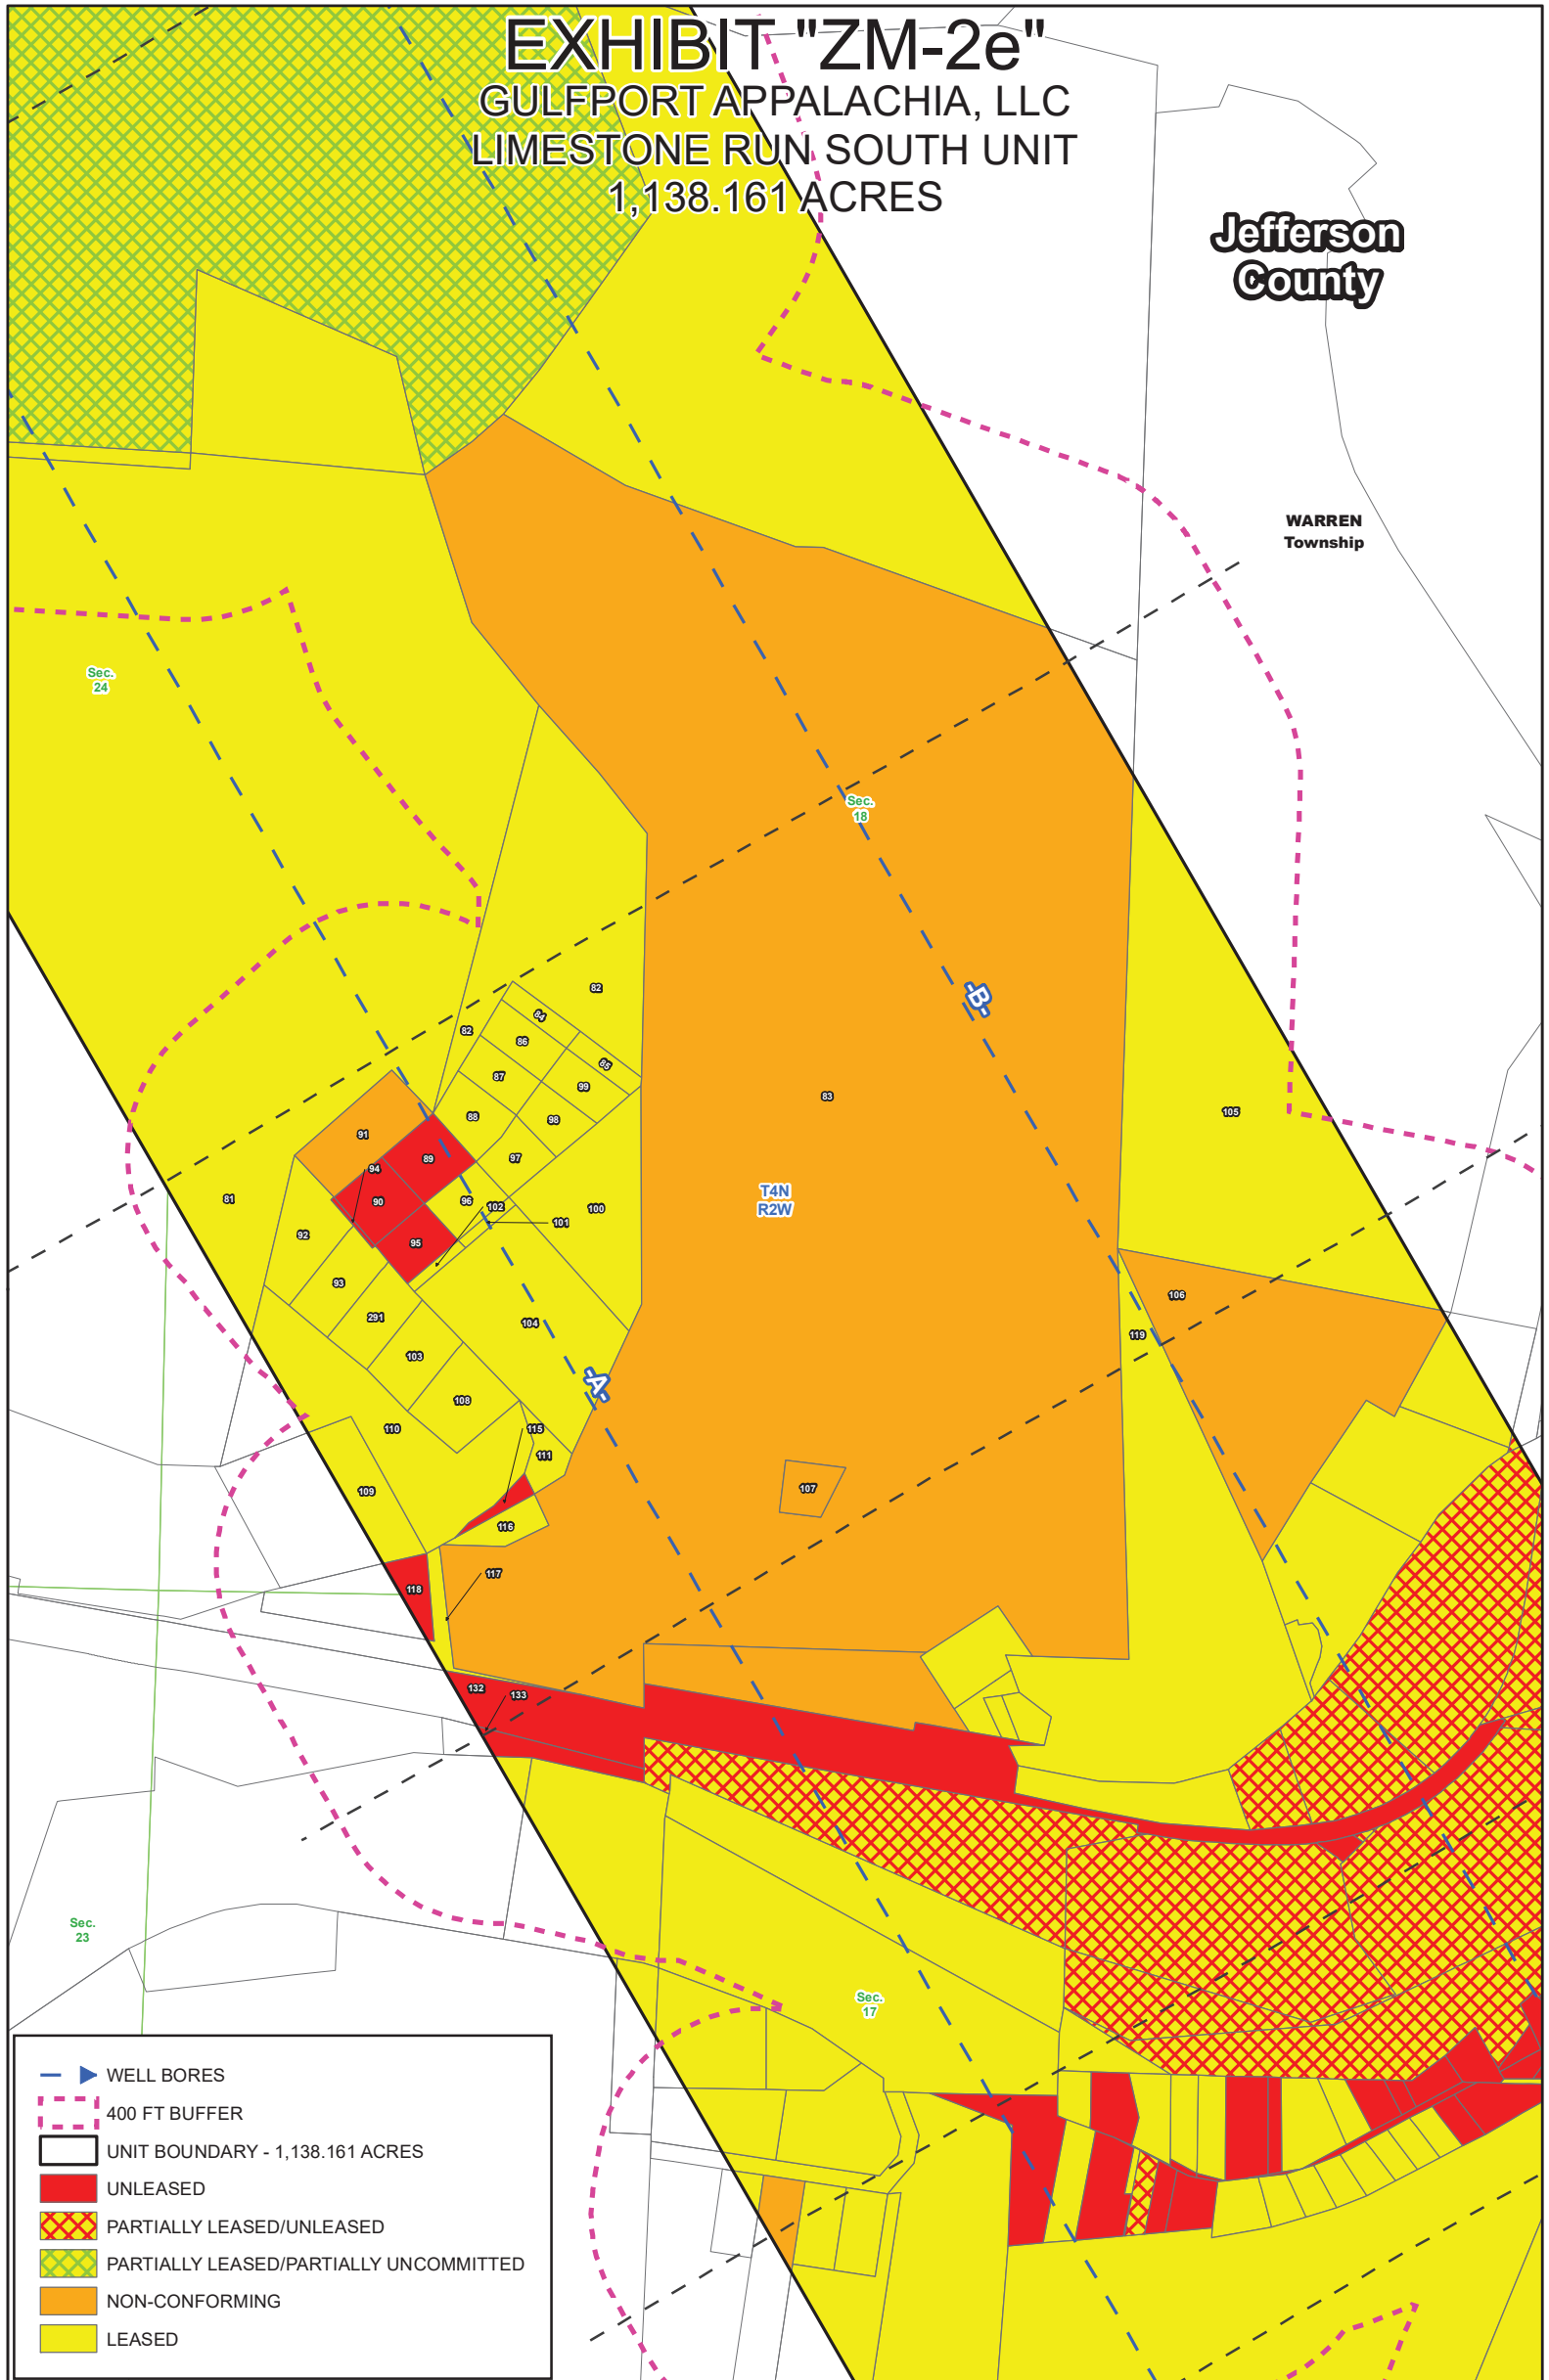 EXHIBIT "ZM-2e"
GULFPORT APPALACHIA, LLC
LIMESTONE RUN SOUTH UNIT
1,138.161 ACRES
Jefferson
County
WARREN
Township
Sec.
24
Sec.
18
82
84
82
86
85
87
99
-B-
83
88
98
105
91
89
97
94
81
90
96
102
100
T4N
R2W
101
92
95
93
106
291
104
119
103
-A-
108
110
115
111
109
107
116
117
118
132
133
Sec.
23
Sec.
17
WELL BORES
400 FT BUFFER
UNIT BOUNDARY - 1,138.161 ACRES
UNLEASED
PARTIALLY LEASED/UNLEASED
PARTIALLY LEASED/PARTIALLY UNCOMMITTED
NON-CONFORMING
LEASED